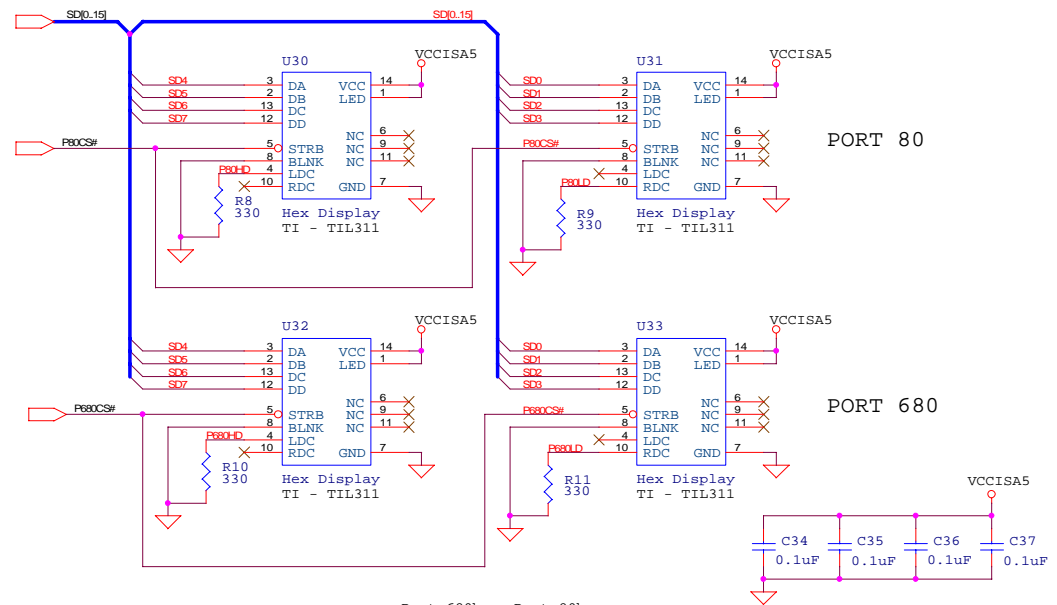 SD[0..15] SD[0..15]
VCCISA5 VCCISA5
U30 U31
SD4 3 DA VCC 14 SD0 3 DA VCC 14
SD5 2 DB LED 1 SD1 2 DB LED 1
SD6 13 DC SD2 13 DC
SD7 12 DD SD3 12 DD
NC 6 NC 6
P80CS# 5 STRB NC 9 P80CS# 5 STRB NC 9 PORT 80
8 BLNK NC 11 8 BLNK NC 11
P80HD 4 LDC 4 LDC
10 RDC GND 7 P80LD 10 RDC GND 7
R8 330 Hex Display R9 330 Hex Display
TI - TIL311 TI - TIL311
VCCISA5 VCCISA5
U32 U33
SD4 3 DA VCC 14 SD0 3 DA VCC 14
SD5 2 DB LED 1 SD1 2 DB LED 1
SD6 13 DC SD2 13 DC
SD7 12 DD SD3 12 DD
NC 6 NC 6 PORT 680
P680CS# 5 STRB NC 9 P680CS# 5 STRB NC 9
8 BLNK NC 11 8 BLNK NC 11
P680HD 4 LDC 4 LDC
10 RDC GND 7 P680LD 10 RDC GND 7
R10 330 Hex Display R11 330 Hex Display
TI - TIL311 TI - TIL311
VCCISA5
C34 C35 C36 C37
0.1uF 0.1uF 0.1uF 0.1uF